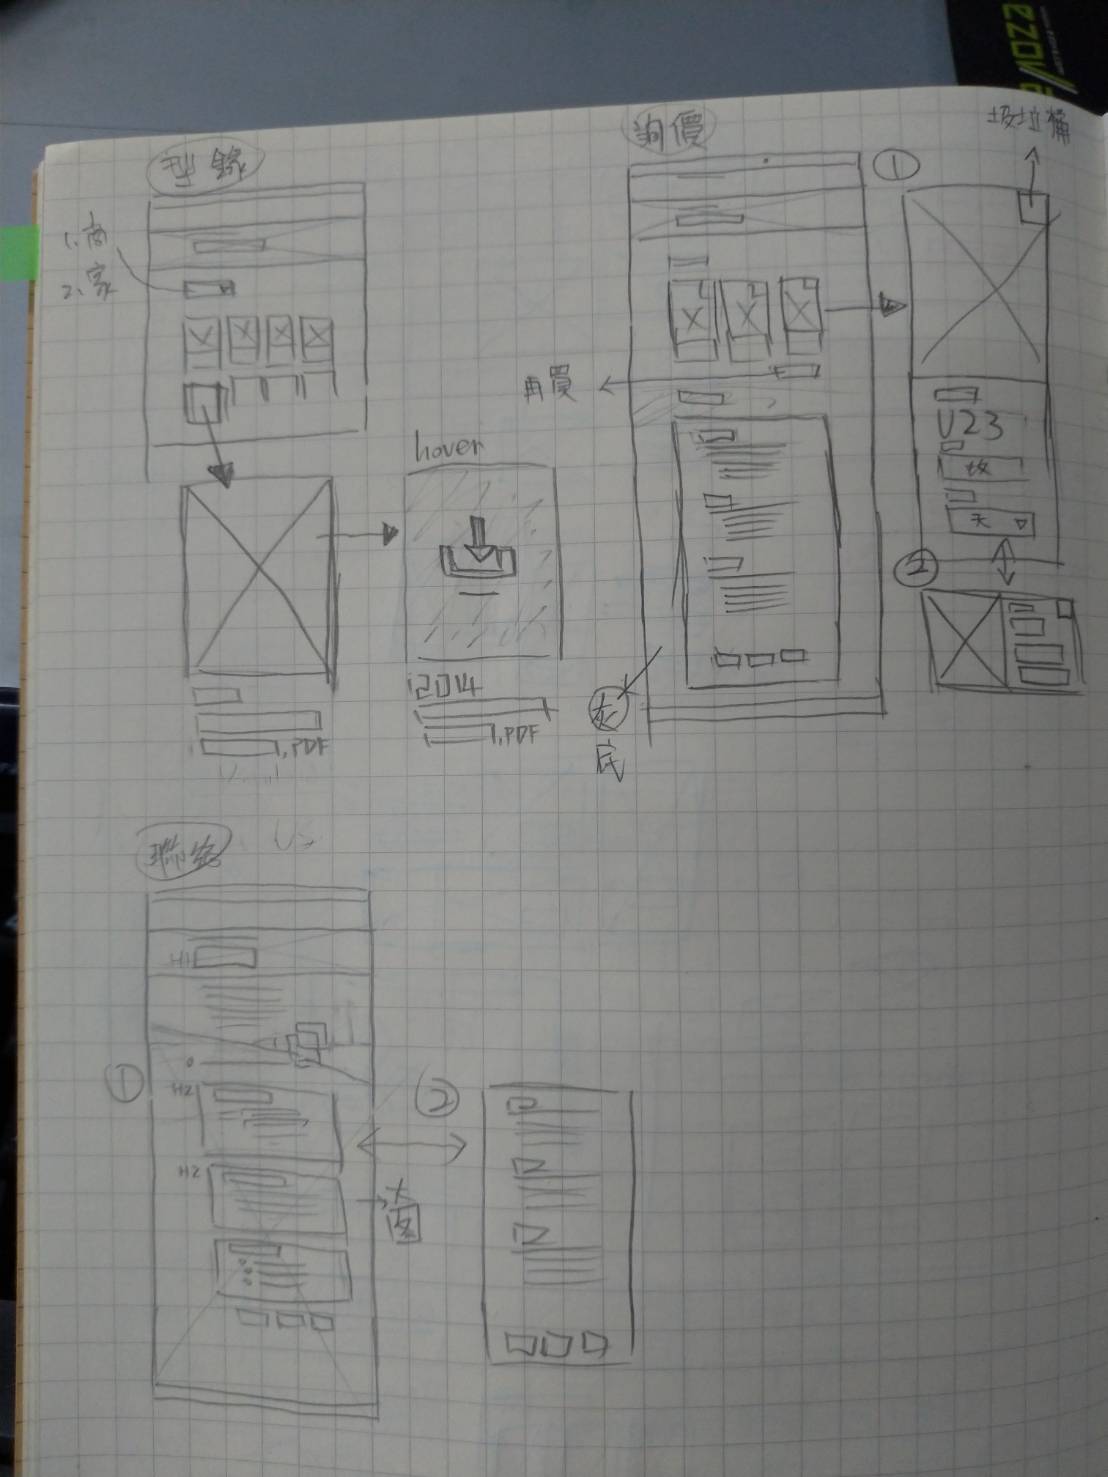 型錄
1.商
2.家
hover
2014
.PDF
.PDF
詢價
①
垃圾桶
再買
U23
②
灰
底
聯絡
H1
①
H2
H2
②
大
圖